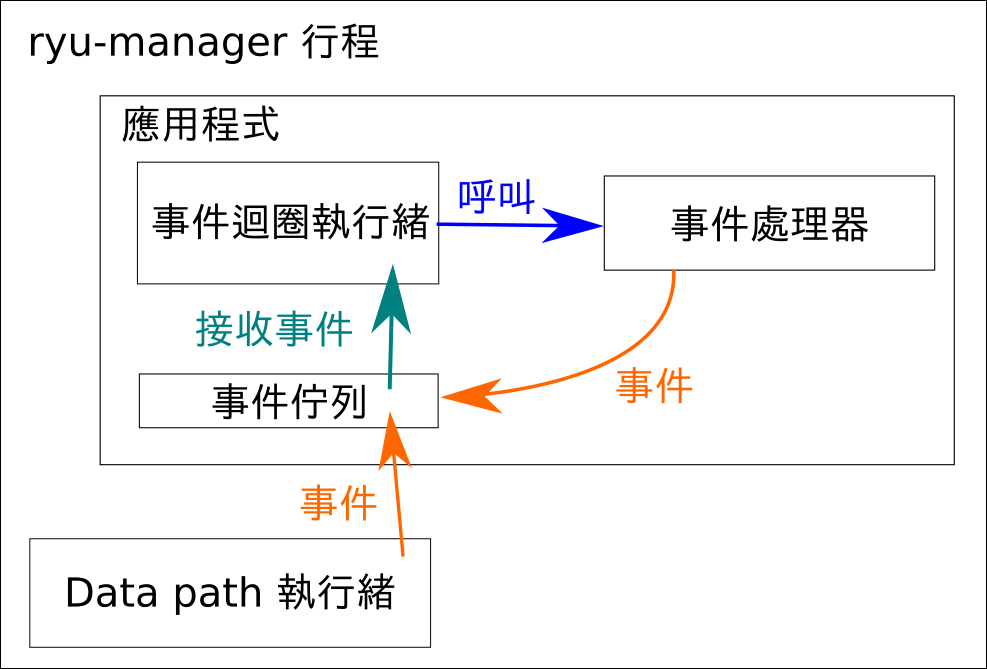 ryu-manager 行程
應用程式
事件迴圈執行緒
呼叫
事件處理器
接收事件
事件
事件佇列
事件
Data path 執行緒